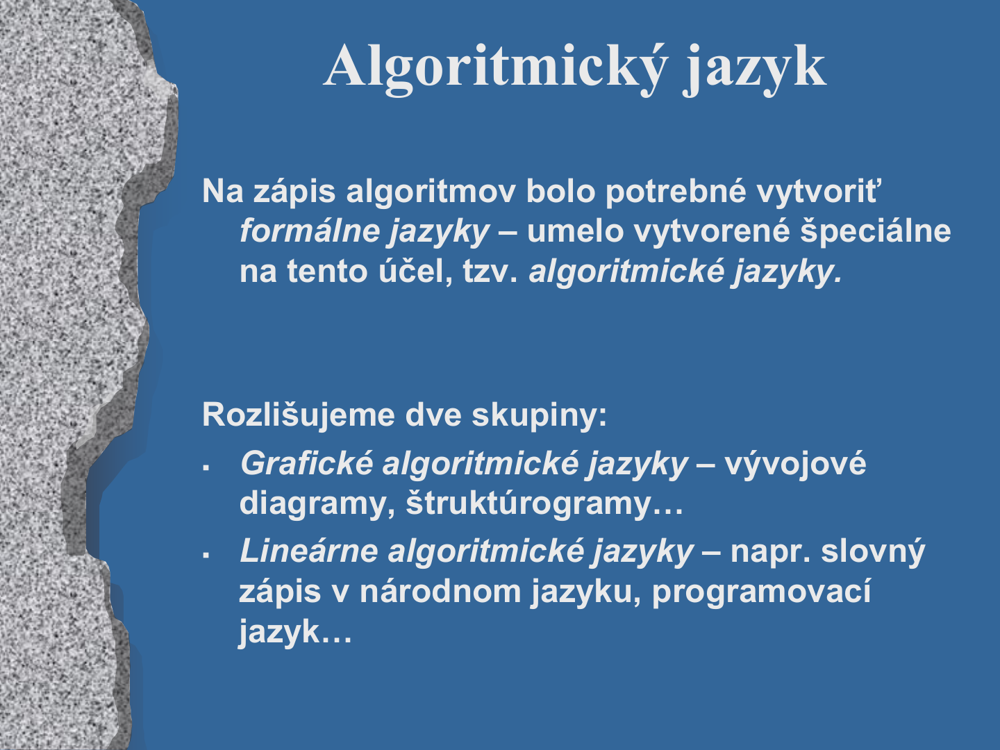 Algoritmický jazyk
Na zápis algoritmov bolo potrebné vytvoriť
formálne jazyky – umelo vytvorené špeciálne
na tento účel, tzv. algoritmické jazyky.
Rozlišujeme dve skupiny:
▪ Grafické algoritmické jazyky – vývojové
diagramy, štruktúrogramy…
▪ Lineárne algoritmické jazyky – napr. slovný
zápis v národnom jazyku, programovací
jazyk…